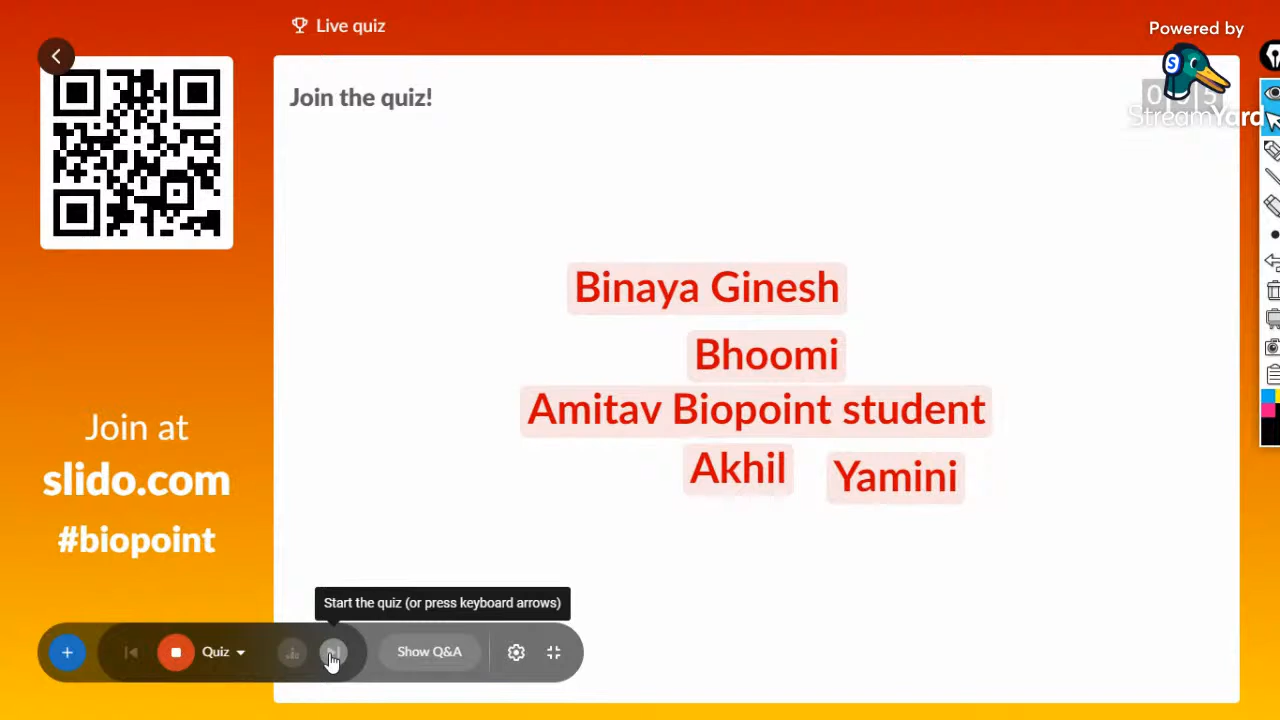 Live quiz
Powered by
StreamYard
Join the quiz!
Binaya Ginesh
Bhoomi
Amitav Biopoint student
Akhil
Yamini
Join at
slido.com
#biopoint
Start the quiz (or press keyboard arrows)
Quiz
Show Q&A